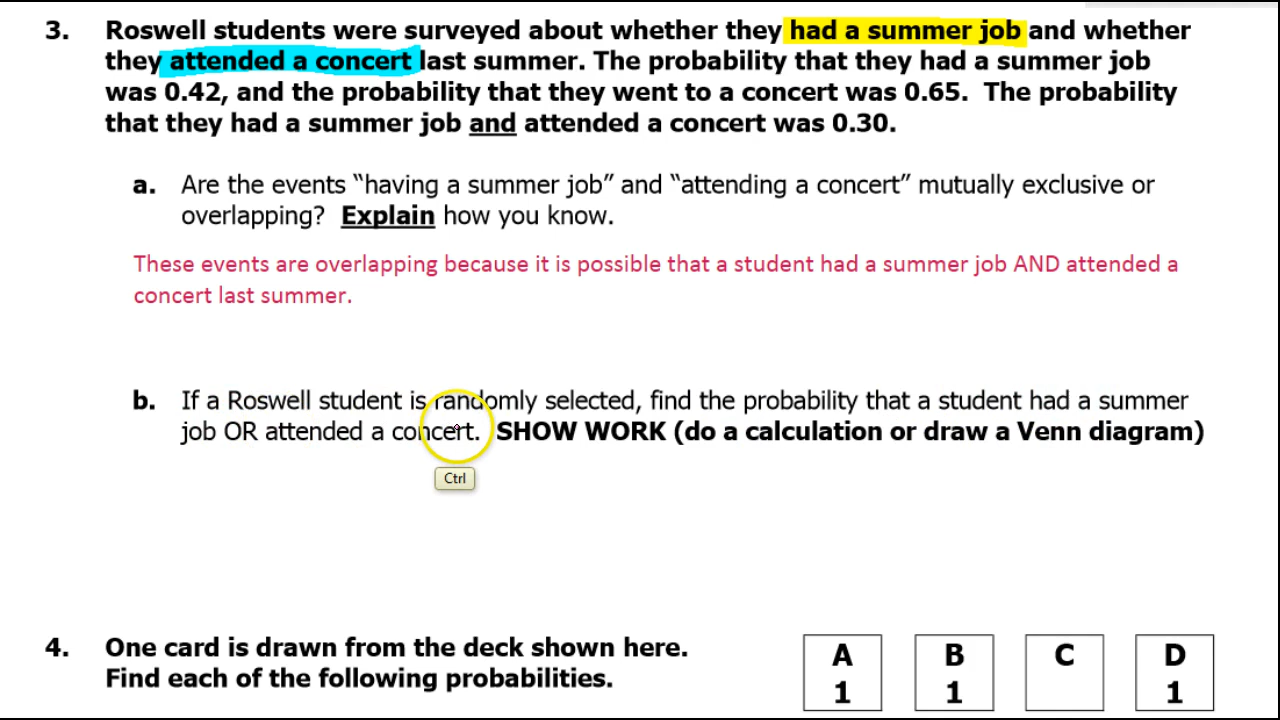 3. Roswell students were surveyed about whether they had a summer job and whether
they attended a concert last summer. The probability that they had a summer job
was 0.42, and the probability that they went to a concert was 0.65. The probability
that they had a summer job and attended a concert was 0.30.
a. Are the events “having a summer job” and “attending a concert” mutually exclusive or
overlapping? Explain how you know.
These events are overlapping because it is possible that a student had a summer job AND attended a
concert last summer.
b. If a Roswell student is randomly selected, find the probability that a student had a summer
job OR attended a concert. SHOW WORK (do a calculation or draw a Venn diagram)
Ctrl
4. One card is drawn from the deck shown here.
Find each of the following probabilities.
A B C D
1 1 1